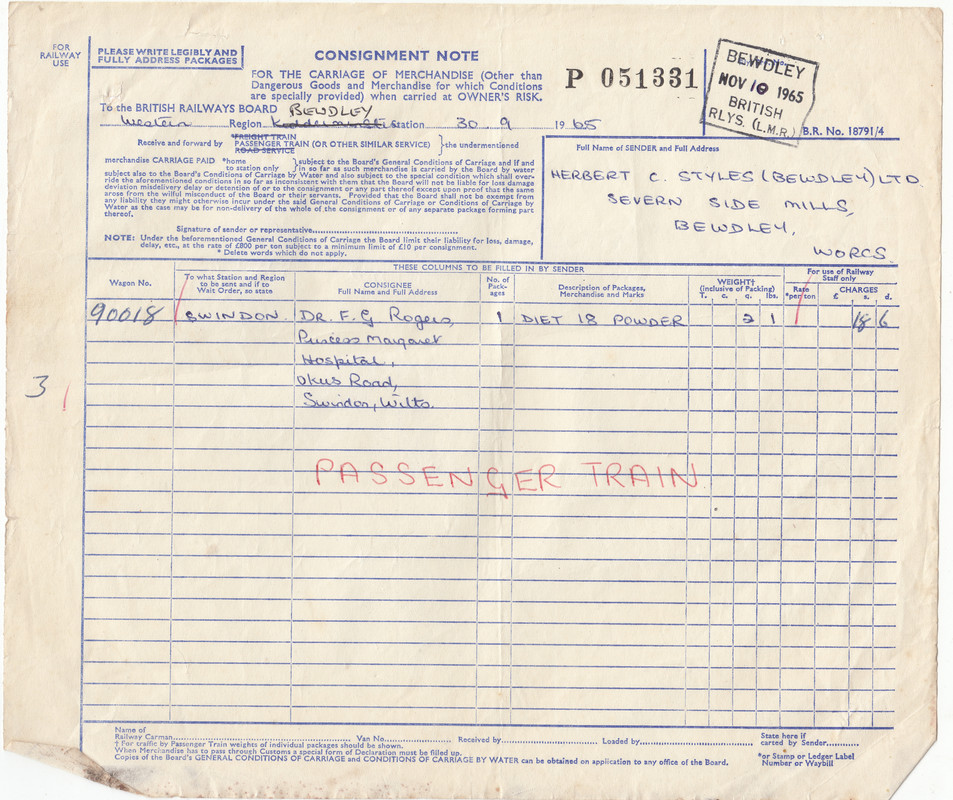 FOR
RAILWAY
USE
PLEASE WRITE LEGIBLY AND
FULLY ADDRESS PACKAGES
CONSIGNMENT NOTE
FOR THE CARRIAGE OF MERCHANDISE (Other than
Dangerous Goods and Merchandise for which Conditions
are specially provided) when carried at OWNER'S RISK.
P 051331
BEWDLEY
NOV 10 1965
BRITISH
RLYS. (L.M.R.)
B.R. No. 18791/4
To the BRITISH RAILWAYS BOARD BEWDLEY
Western Region Kidderminster Station 30.9 1965
Receive and forward by
*FREIGHT TRAIN
PASSENGER TRAIN (OR OTHER SIMILAR SERVICE)
ROAD SERVICE
the undermentioned
merchandise CARRIAGE PAID *home
to station only
subject to the Board's General Conditions of Carriage and if and
in so far as such merchandise is carried by the Board by water
subject also to the Board's Conditions of Carriage by Water and also subject to the special condition which shall over-
ride the aforementioned conditions in so far as inconsistent with them that the Board will not be liable for loss damage
deviation misdelivery delay or detention of or to the consignment or any part thereof except upon proof that the same
arose from the wilful misconduct of the Board or their servants. Provided that the Board shall not be exempt from
any liability they might otherwise incur under the said General Conditions of Carriage or Conditions of Carriage by
Water as the case may be for non-delivery of the whole of the consignment or of any separate package forming part
thereof.
Signature of sender or representative
NOTE: Under the beforementioned General Conditions of Carriage the Board limit their liability for loss, damage,
delay, etc., at the rate of £800 per ton subject to a minimum limit of £10 per consignment.
* Delete words which do not apply.
Full Name of SENDER and Full Address
HERBERT C. STYLES (BEWDLEY) LTD.
SEVERN SIDE MILLS,
BEWDLEY,
WORCS.
THESE COLUMNS TO BE FILLED IN BY SENDER
For use of Railway
Staff only
Wagon No.
To what Station and Region
to be sent and if to
Wait Order, so state
CONSIGNEE
Full Name and Full Address
No. of
Pack-
ages
Description of Packages,
Merchandise and Marks
WEIGHT†
(inclusive of Packing)
T. c. q. lbs.
Rate
*per ton
CHARGES
£ s. d.
90018 SWINDON. DR. F. G Rogers, 1 DIET 18 POWDER 2 1 18 6
Princess Margaret
Hospital,
Okus Road,
Swindon, Wilts.
3
PASSENGER TRAIN
Name of
Railway Carman Van No. Received by Loaded by
State here if
carted by Sender
† For traffic by Passenger Train weights of individual packages should be shown.
When Merchandise has to pass through Customs a special form of Declaration must be filled up.
Copies of the Board's GENERAL CONDITIONS OF CARRIAGE and CONDITIONS OF CARRIAGE BY WATER can be obtained on application to any office of the Board.
*or Stamp or Ledger Label
Number or Waybill